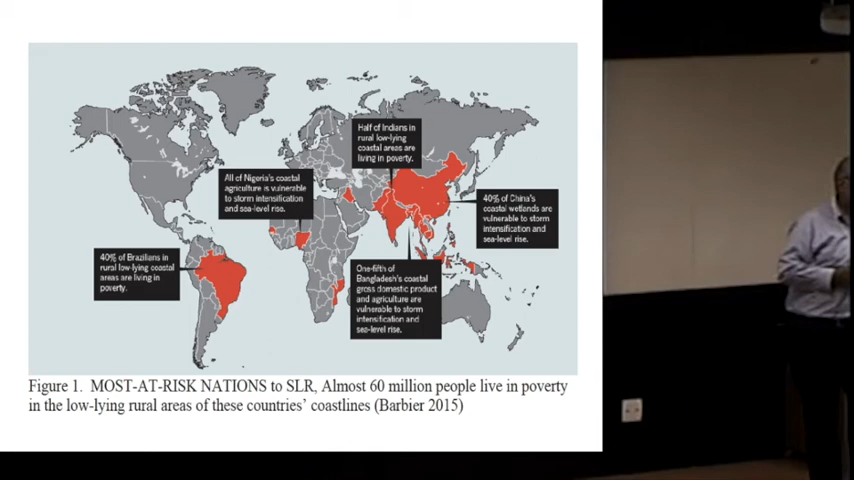 Half of Indians in
rural low-lying
coastal areas are
living in poverty.
All of Nigeria's coastal
agriculture is vulnerable
to storm intensification
and sea-level rise.
40% of China's
coastal wetlands are
vulnerable to storm
intensification and
sea-level rise.
40% of Brazilians in
rural low-lying coastal
areas are living in
poverty.
One-fifth of
Bangladesh's coastal
gross domestic product
and agriculture are
vulnerable to storm
intensification and
sea-level rise.
Figure 1. MOST-AT-RISK NATIONS to SLR, Almost 60 million people live in poverty
in the low-lying rural areas of these countries' coastlines (Barbier 2015)